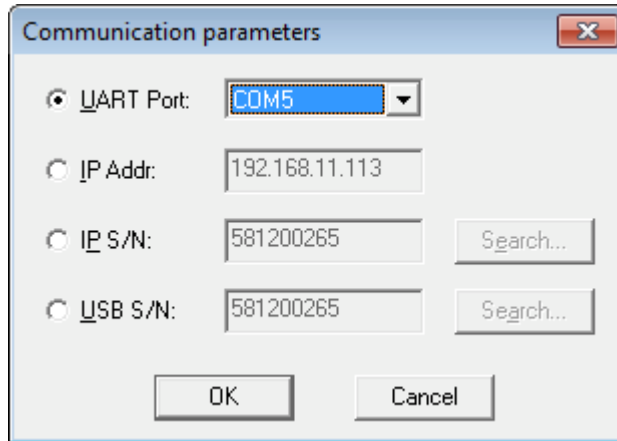 Communication parameters
UART Port: COM5
IP Addr: 192.168.11.113
IP S/N: 581200265 Search...
USB S/N: 581200265 Search...
OK Cancel